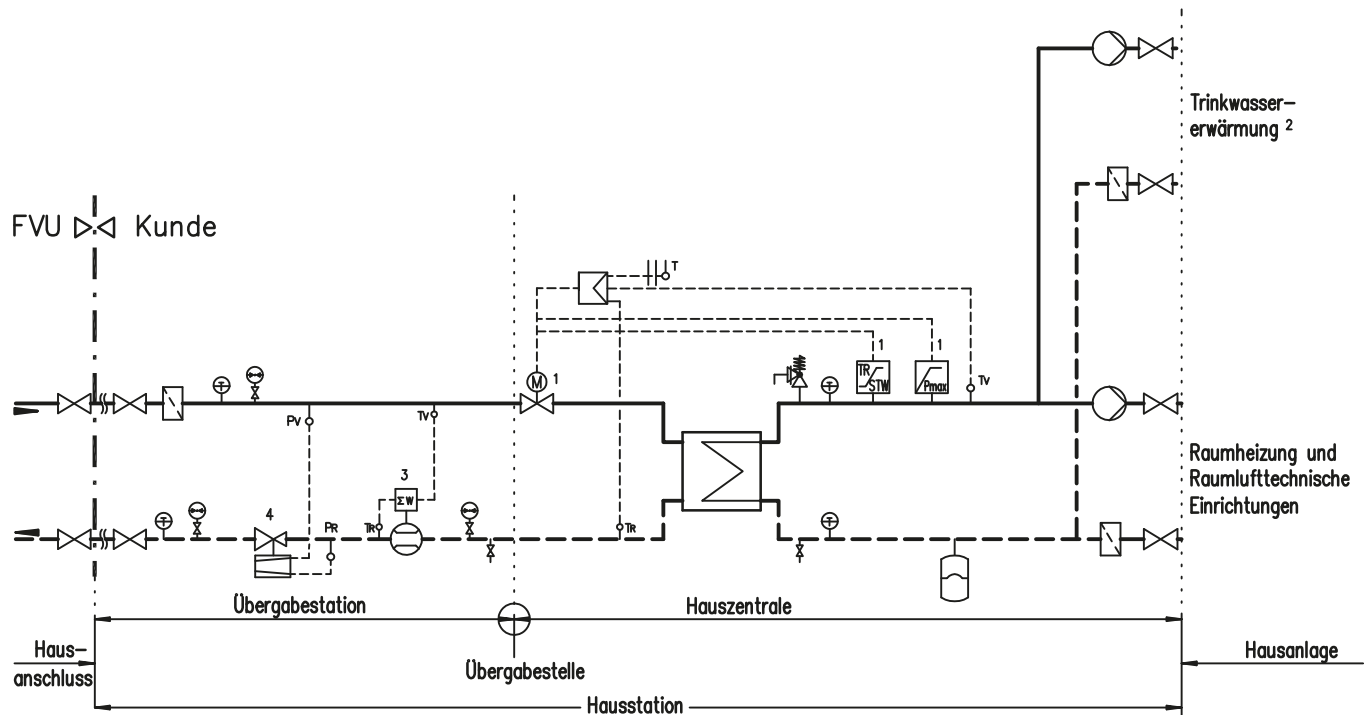 Trinkwasser-
erwärmung ²
FVU Kunde
T
1 1
TR STW Pmax
M 1
TV
PV TV
3
ΣW
4
PR TR TR
Raumheizung und
Raumlufttechnische
Einrichtungen
Übergabestation Hauszentrale
Haus-
anschluss
Übergabestelle
Hausanlage
Hausstation